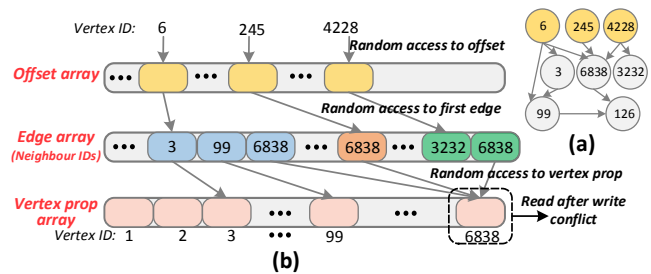 Vertex ID: 6 245 4228
Random access to offset
Offset array
••• ••• •••
Random access to first edge
Edge array
(Neighbour IDs)
••• 3 99 6838 ••• 6838 ••• 3232 6838
Random access to vertex prop
Vertex prop
array
••• •••
Read after write
conflict
Vertex ID: 1 2 3 ••• 99 6838
(b)
6 245 4228
3 6838 3232
99 126
(a)